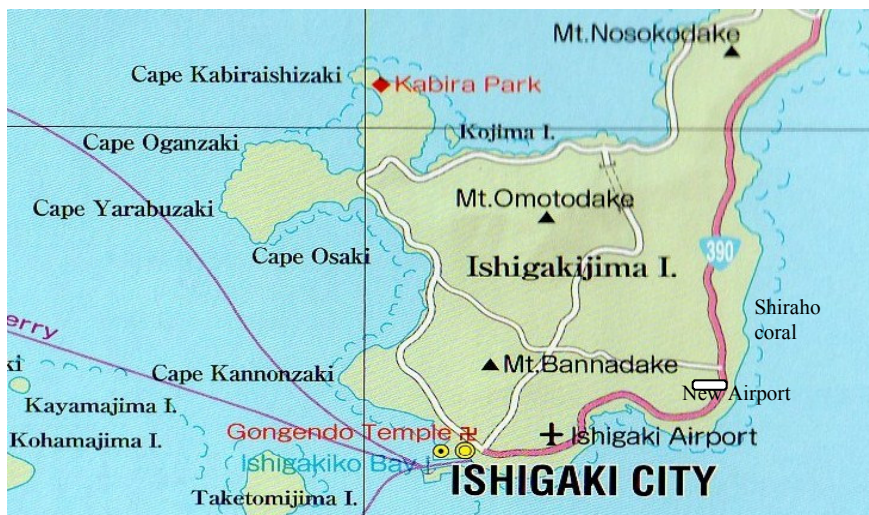 Mt.Nosokodake
Cape Kabiraishizaki
Kabira Park
Kojima I.
Cape Oganzaki
Mt.Omotodake
Cape Yarabuzaki
390
Cape Osaki
Ishigakijima I.
Shiraho
coral
erry
ki
Cape Kannonzaki
Mt.Bannadake
New Airport
Kayamajima I.
Gongendo Temple
Ishigaki Airport
Kohamajima I.
Ishigakiko Bay
ISHIGAKI CITY
Taketomijima I.